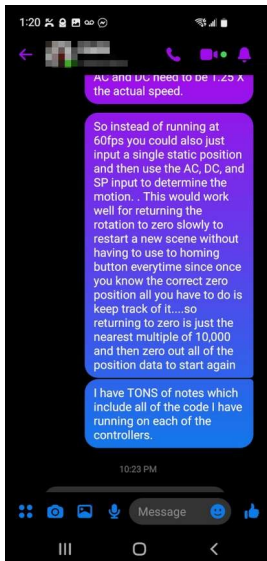 1:20
AC and DC need to be 1.25 X
the actual speed.
So instead of running at
60fps you could also just
input a single static position
and then use the AC, DC, and
SP input to determine the
motion. . This would work
well for returning the
rotation to zero slowly to
restart a new scene without
having to use to homing
button everytime since once
you know the correct zero
position all you have to do is
keep track of it....so
returning to zero is just the
nearest multiple of 10,000
and then zero out all of the
position data to start again
I have TONS of notes which
include all of the code I have
running on each of the
controllers.
10:23 PM
Message